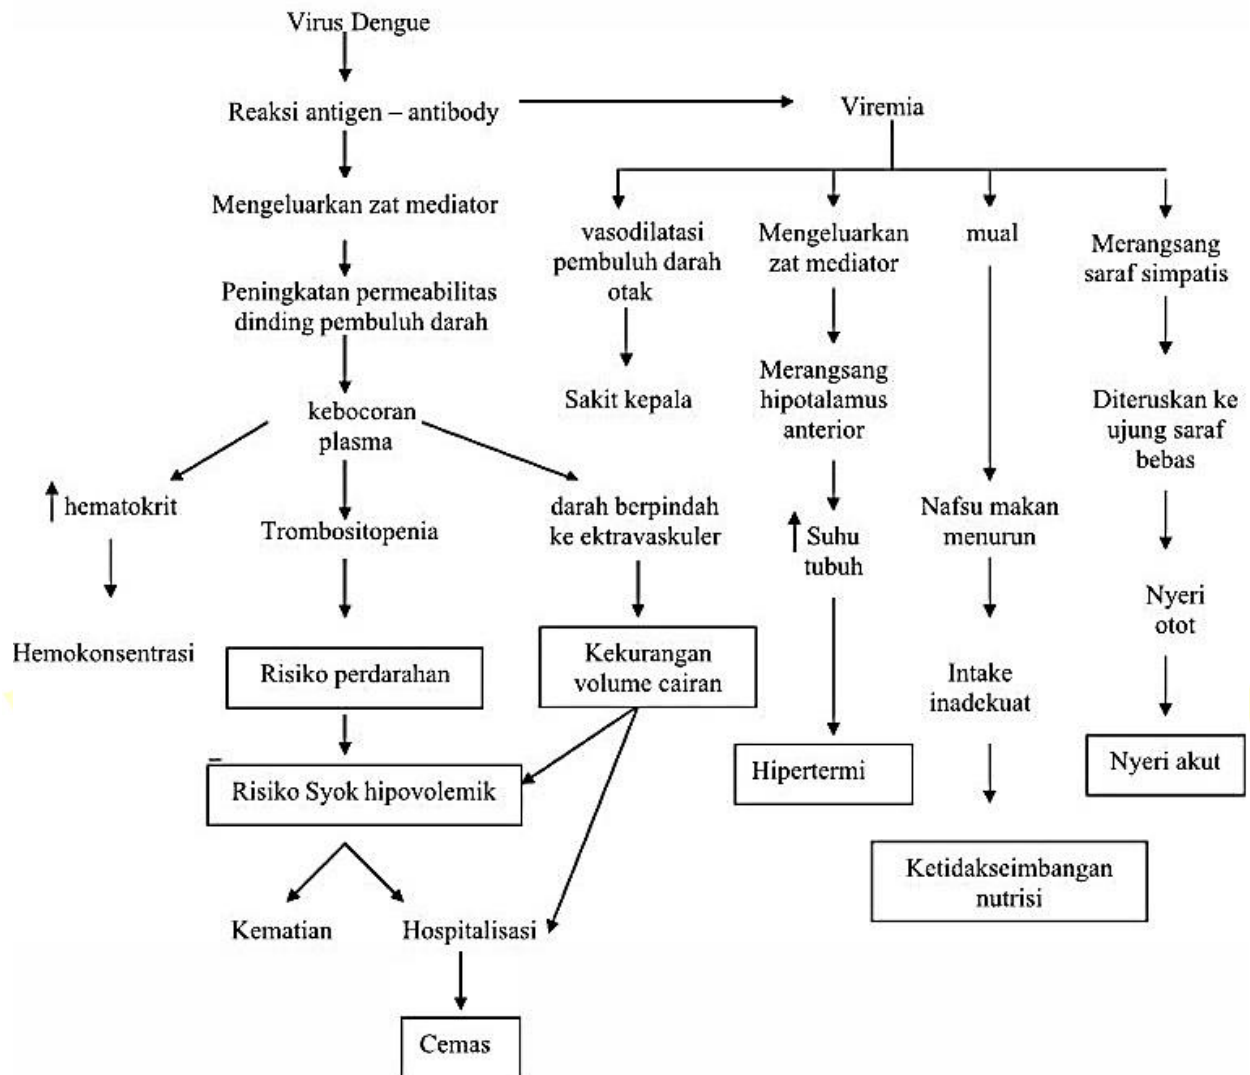 Virus Dengue
Reaksi antigen – antibody
Viremia
Mengeluarkan zat mediator
Peningkatan permeabilitas
dinding pembuluh darah
kebocoran
plasma
hematokrit
Hemokonsentrasi
Trombositopenia
Risiko perdarahan
darah berpindah
ke ektravaskuler
Kekurangan
volume cairan
Risiko Syok hipovolemik
Kematian
Hospitalisasi
Cemas
vasodilatasi
pembuluh darah
otak
Sakit kepala
Mengeluarkan
zat mediator
Merangsang
hipotalamus
anterior
Suhu
tubuh
Hipertermi
mual
Nafsu makan
menurun
Intake
inadekuat
Ketidakseimbangan
nutrisi
Merangsang
saraf simpatis
Diteruskan ke
ujung saraf
bebas
Nyeri
otot
Nyeri akut